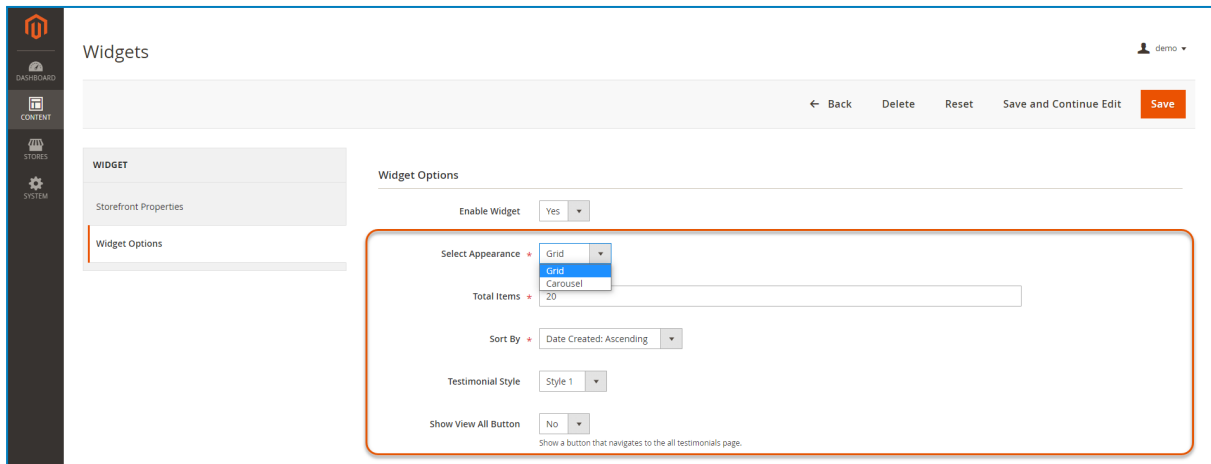 Widgets
demo
DASHBOARD
CONTENT
STORES
SYSTEM
Back Delete Reset Save and Continue Edit Save
WIDGET
Storefront Properties
Widget Options
Widget Options
Enable Widget Yes
Select Appearance * Grid
Grid
Carousel
Total Items * 20
Sort By * Date Created: Ascending
Testimonial Style Style 1
Show View All Button No
Show a button that navigates to the all testimonials page.